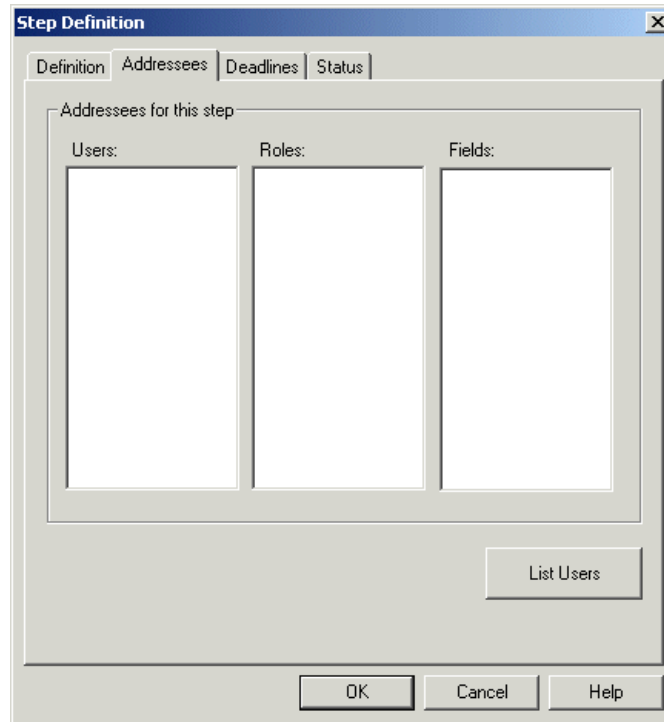 Step Definition
Definition Addressees Deadlines Status
Addressees for this step
Users: Roles: Fields:
List Users
OK Cancel Help